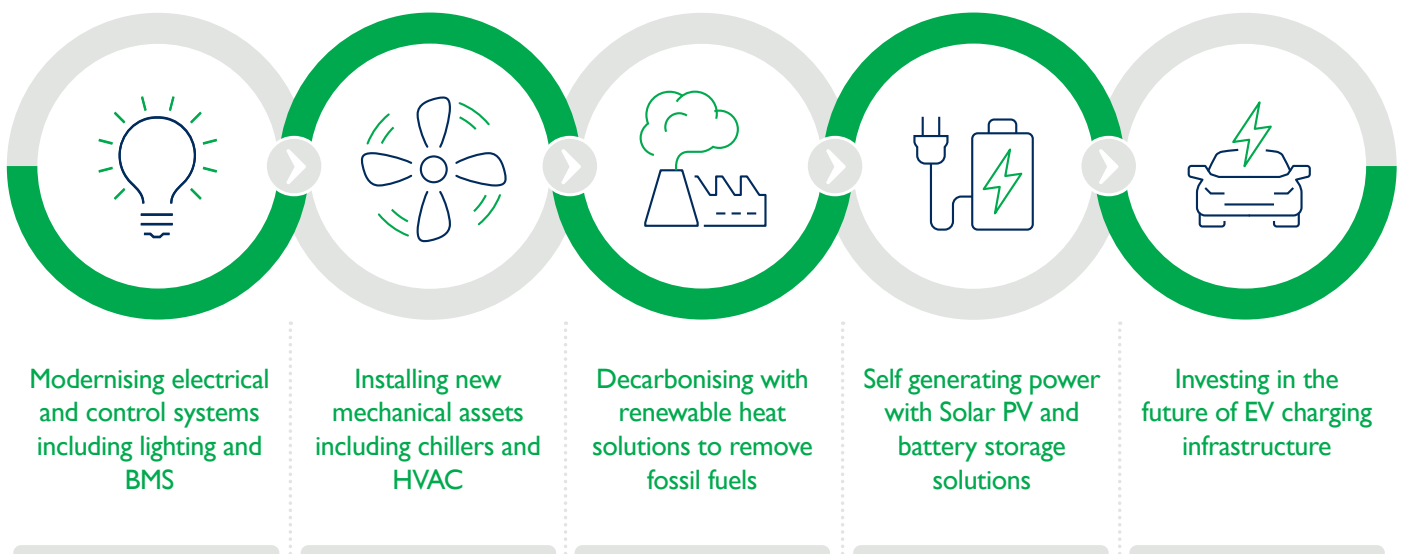 Modernising electrical
and control systems
including lighting and
BMS
Installing new
mechanical assets
including chillers and
HVAC
Decarbonising with
renewable heat
solutions to remove
fossil fuels
Self generating power
with Solar PV and
battery storage
solutions
Investing in the
future of EV charging
infrastructure